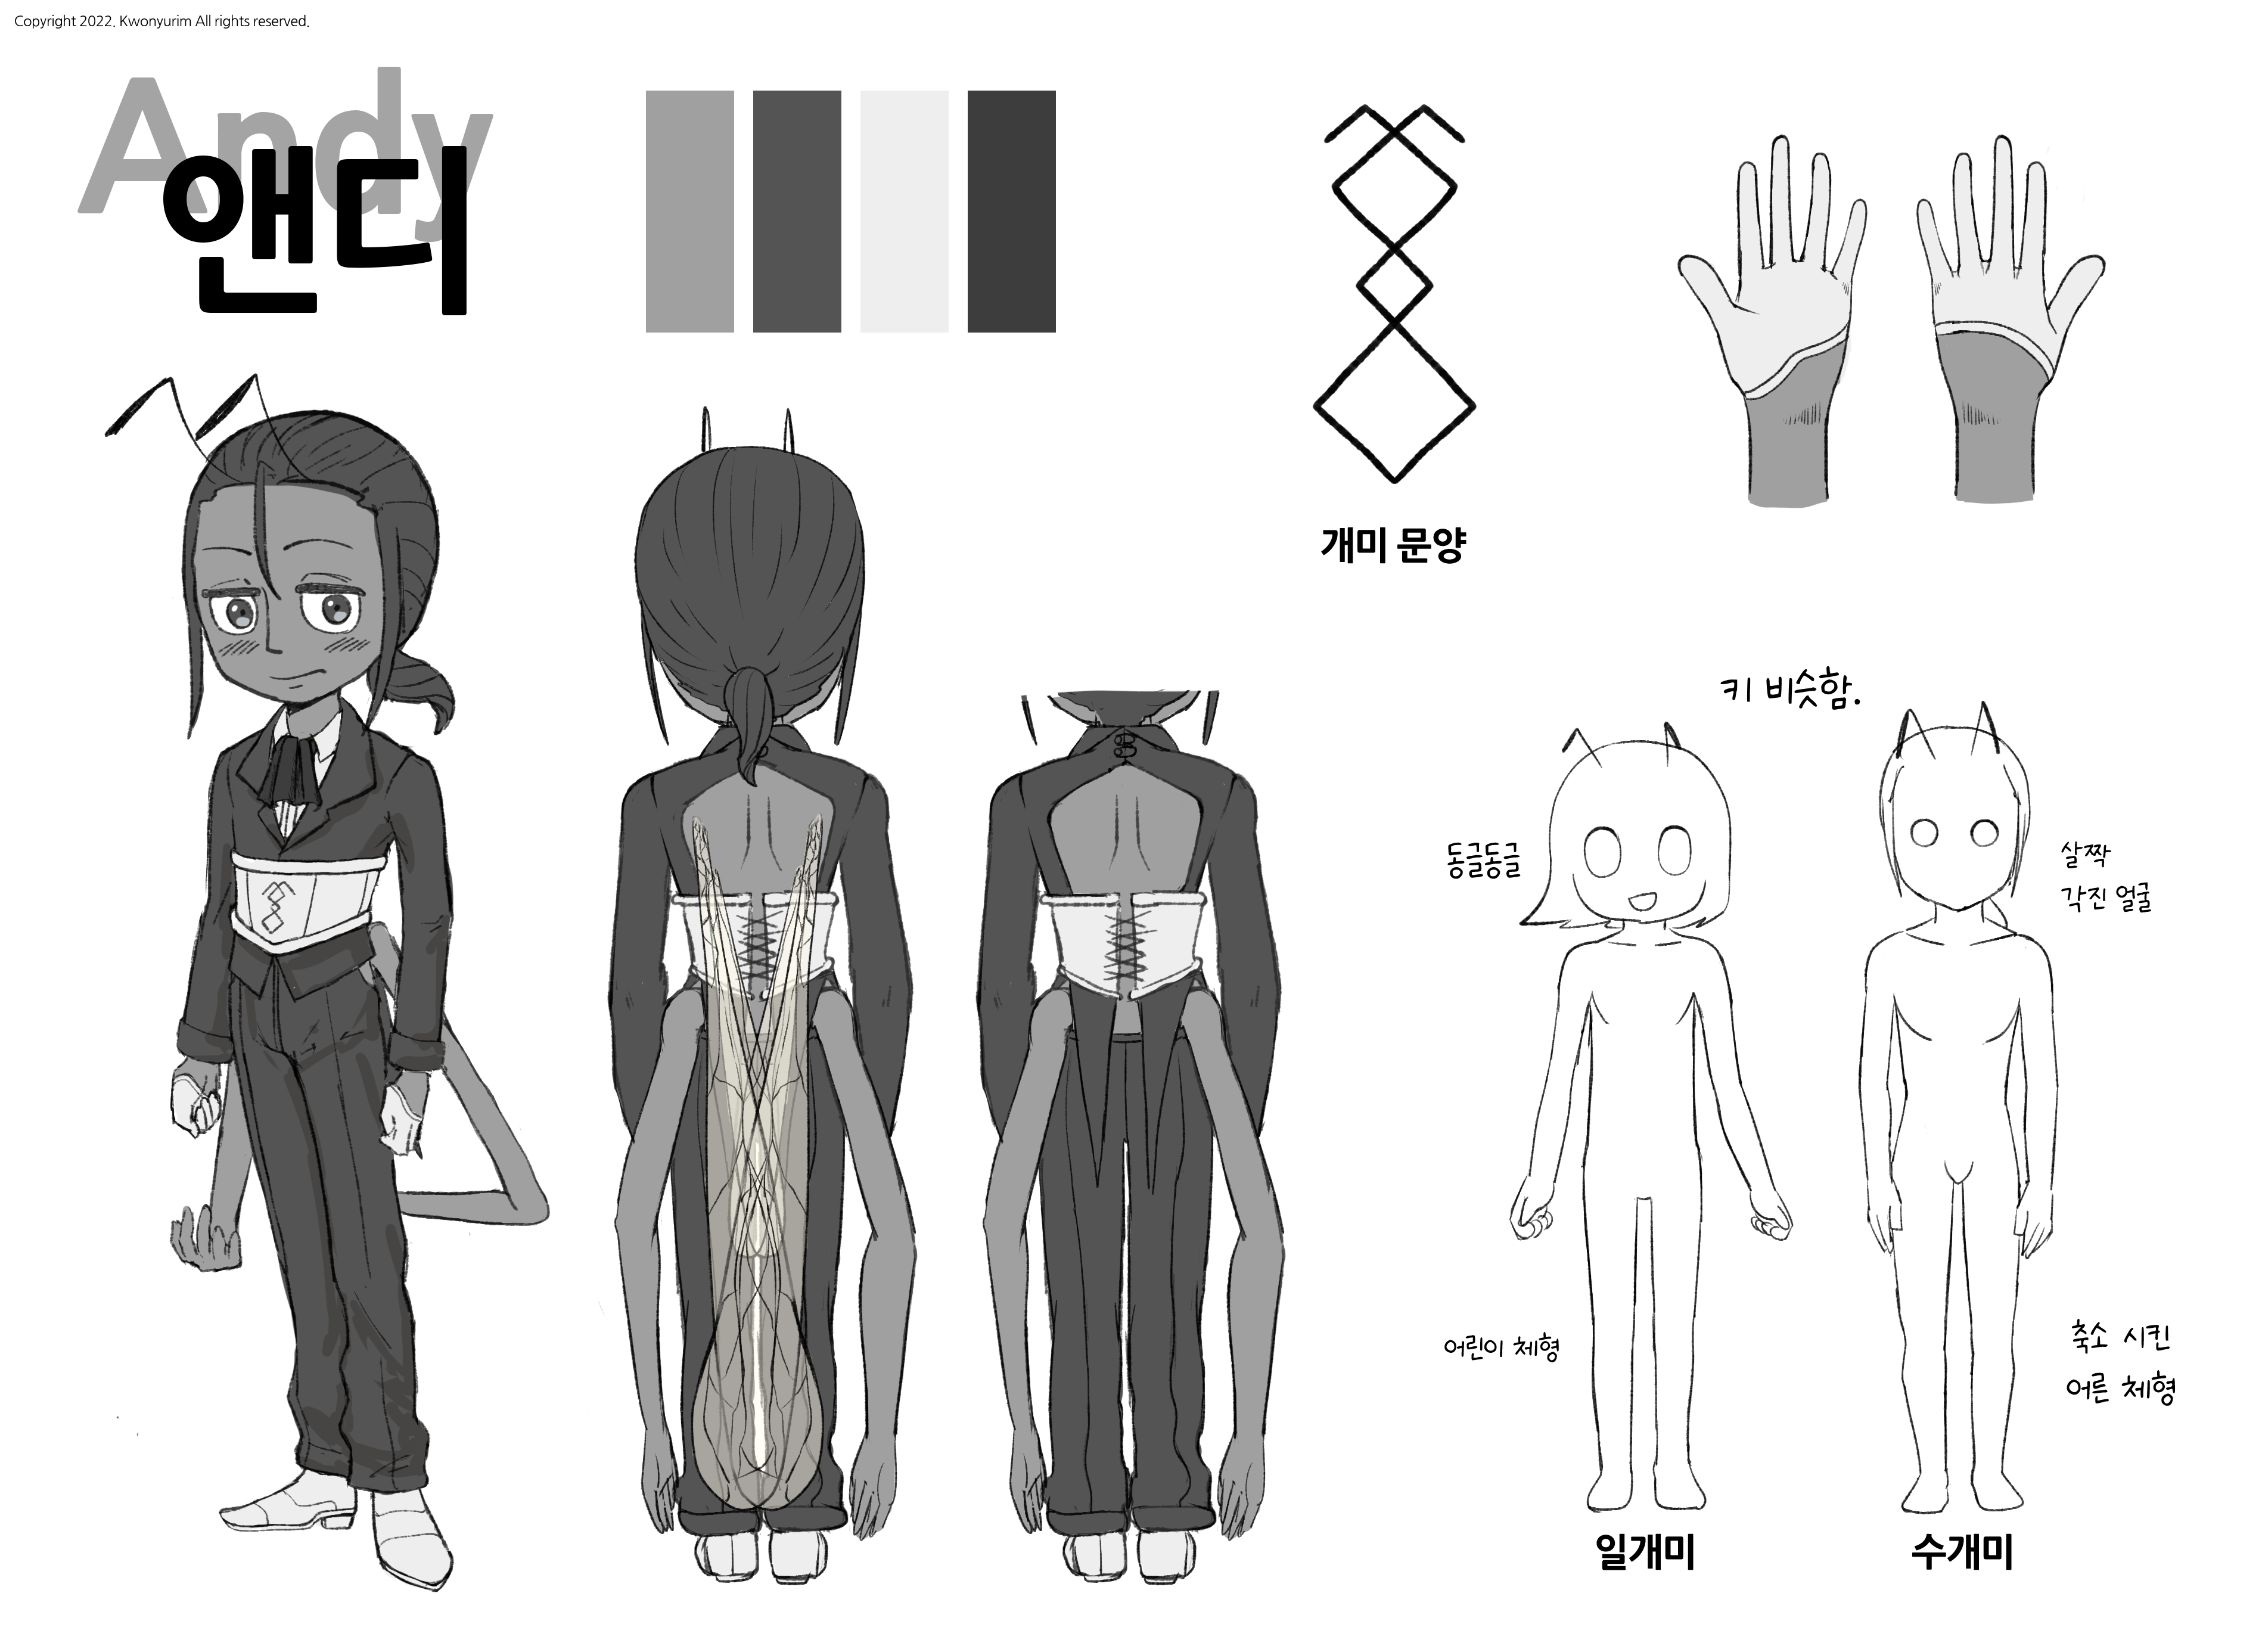 Copyright 2022. Kwonyurim All rights reserved.
Andy
앤디
개미 문양
키 비슷함.
동글동글
살짝
각진 얼굴
어린이 체형
축소 시킨
어른 체형
일개미
수개미